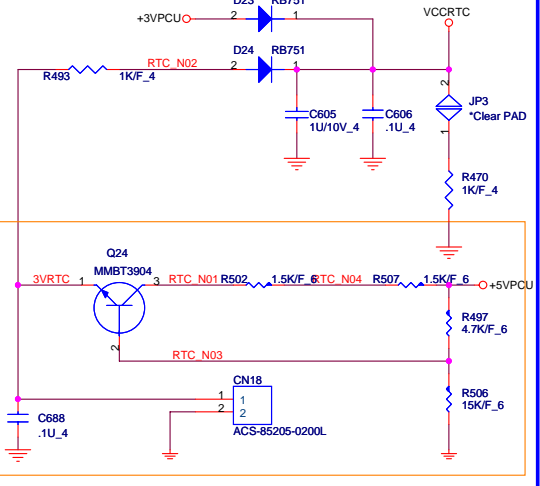 D23 RB751
+3VPCU 2 1 VCCRTC
D24 RB751
R493 1K/F_4 RTC_N02 2 1
2
JP3
*Clear PAD
1
C605
1U/10V_4
C606
.1U_4
R470
1K/F_4
Q24
MMBT3904
3VRTC 1 3 RTC_N01 R502 1.5K/F_6 RTC_N04 R507 1.5K/F_6 +5VPCU
2
R497
4.7K/F_6
RTC_N03
CN18
1 1
2 2
ACS-85205-0200L
R506
15K/F_6
C688
.1U_4